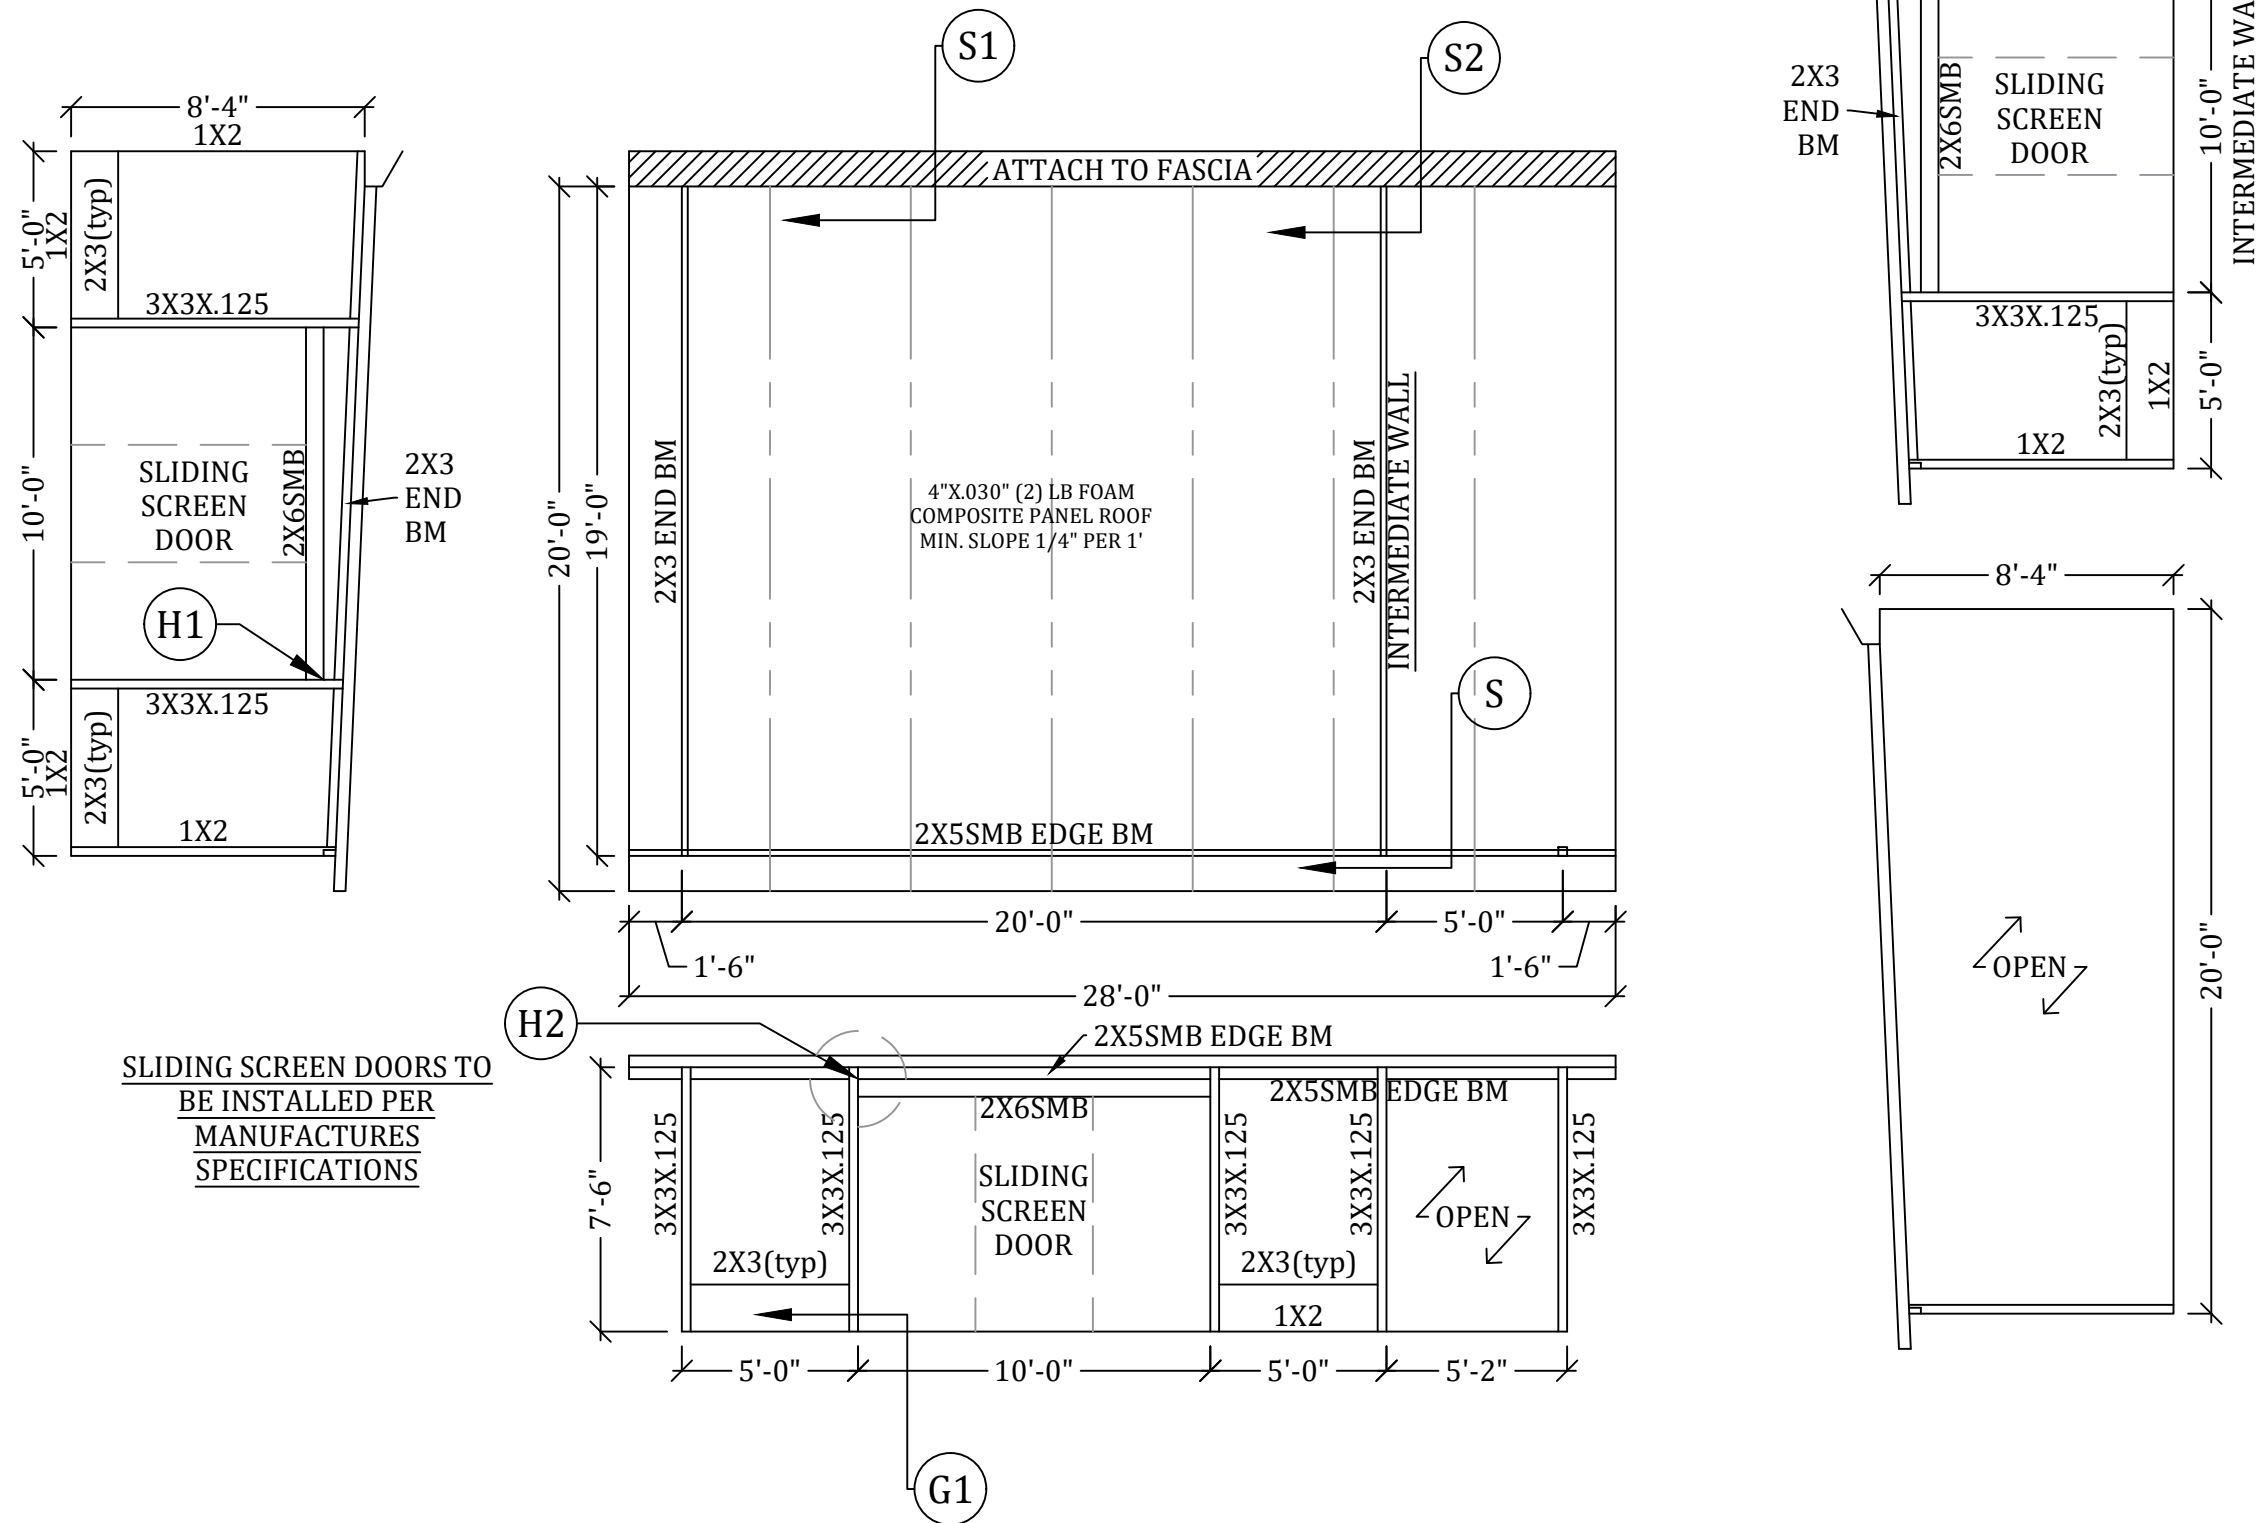 S1
S2
8'-4"
1X2
5'-0"
1X2
2X3(typ)
3X3X.125
10'-0"
SLIDING
SCREEN
DOOR
2X6SMB
2X3
END
BM
H1
3X3X.125
5'-0"
1X2
2X3(typ)
1X2
ATTACH TO FASCIA
20'-0"
19'-0"
2X3 END BM
4"X.030" (2) LB FOAM
COMPOSITE PANEL ROOF
MIN. SLOPE 1/4" PER 1'
2X3 END BM
INTERMEDIATE WALL
S
2X5SMB EDGE BM
20'-0"
5'-0"
1'-6"
1'-6"
28'-0"
2X3
END
BM
2X6SMB
SLIDING
SCREEN
DOOR
10'-0"
INTERMEDIATE WA
3X3X.125
2X3(typ)
1X2
5'-0"
1X2
8'-4"
OPEN
20'-0"
SLIDING SCREEN DOORS TO
BE INSTALLED PER
MANUFACTURES
SPECIFICATIONS
H2
2X5SMB EDGE BM
2X5SMB EDGE BM
2X6SMB
7'-6"
3X3X.125
3X3X.125
SLIDING
SCREEN
DOOR
3X3X.125
3X3X.125
3X3X.125
OPEN
2X3(typ)
2X3(typ)
1X2
5'-0"
10'-0"
5'-0"
5'-2"
G1